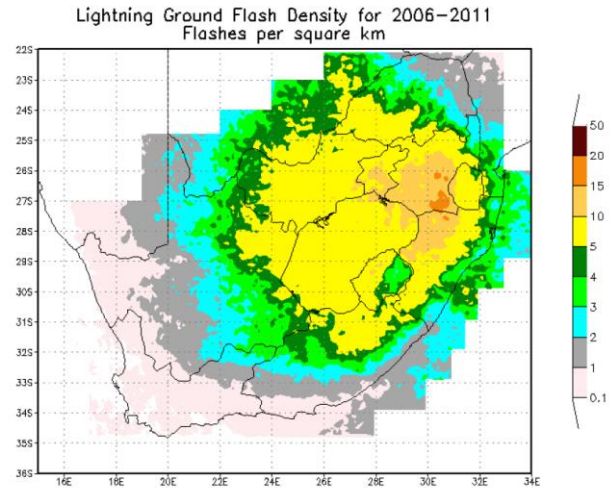 Lightning Ground Flash Density for 2006-2011
Flashes per square km
22S
23S
24S
25S
26S
27S
28S
29S
30S
31S
32S
33S
34S
35S
36S
16E
18E
20E
22E
24E
26E
28E
30E
32E
34E
50
20
15
10
5
4
3
2
1
0.1